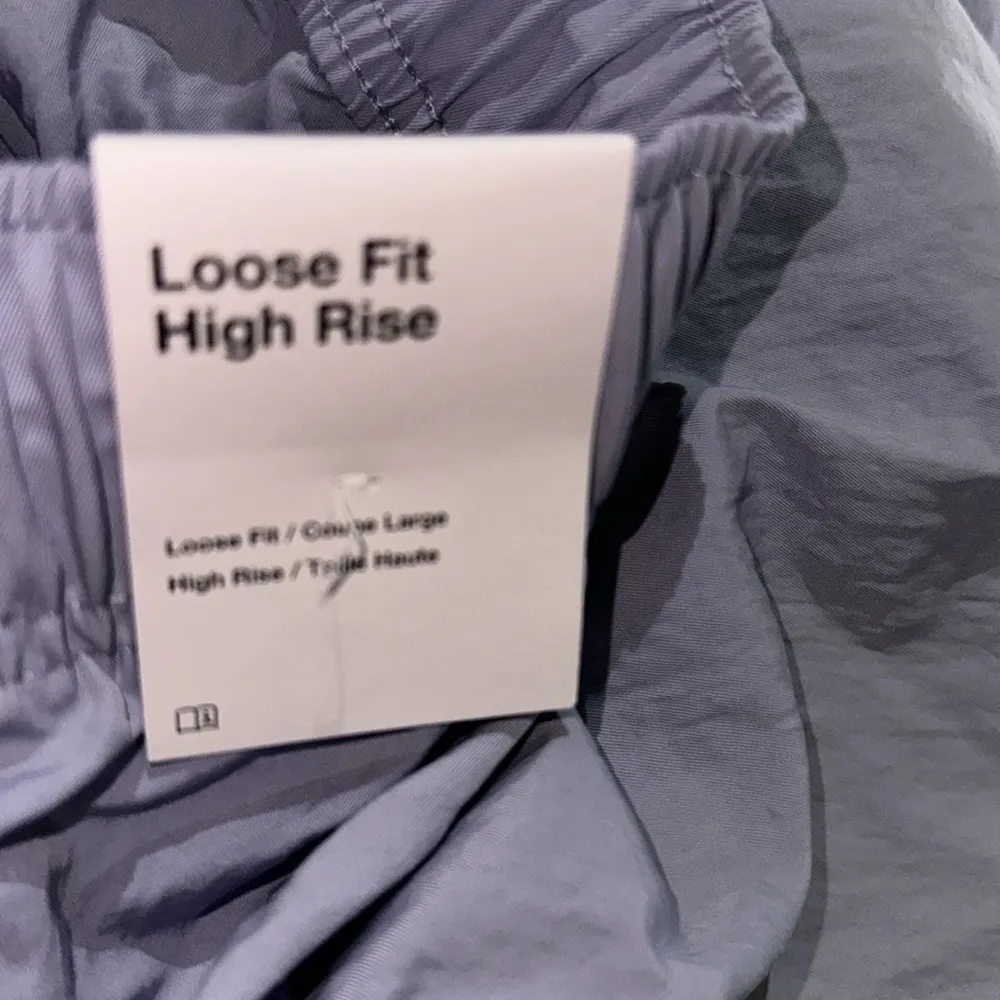 Loose Fit
High Rise
Loose Fit / Coupe Large
High Rise / Taille Haute